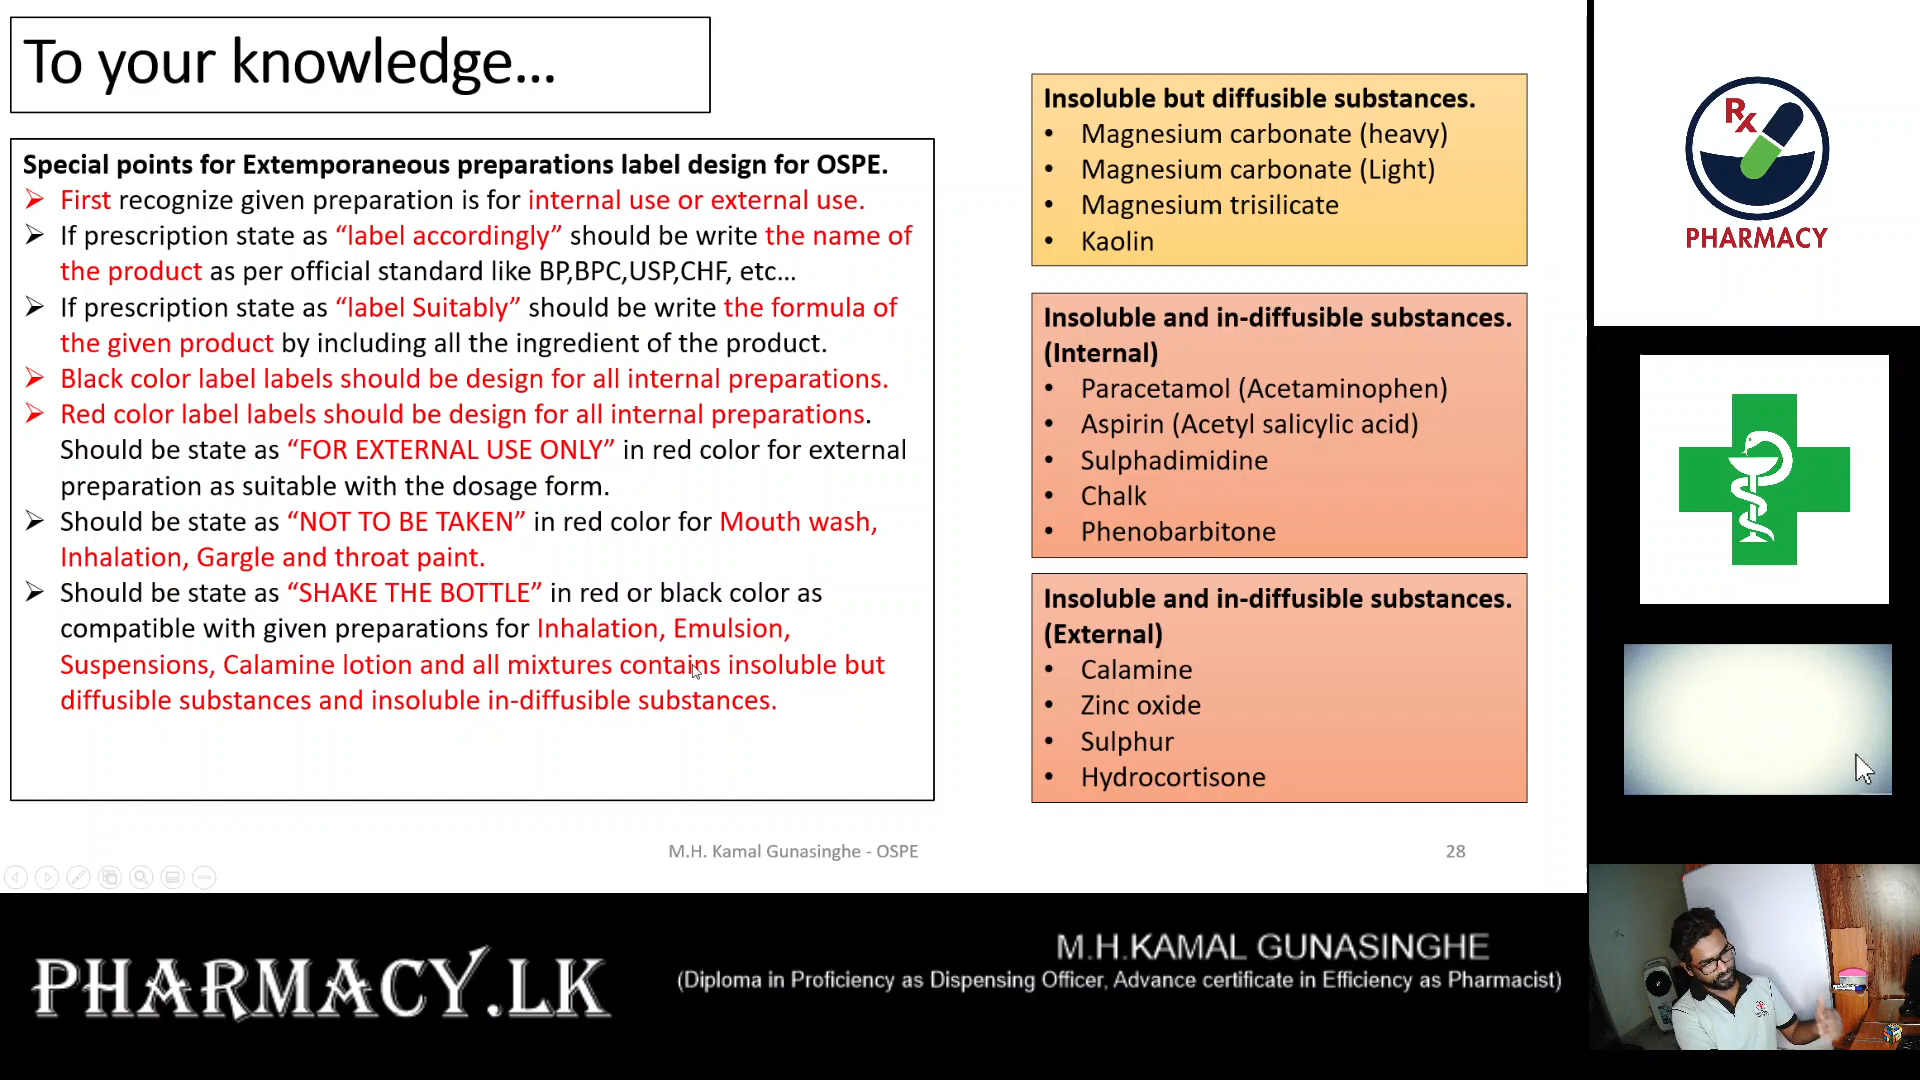 To your knowledge...
Special points for Extemporaneous preparations label design for OSPE.
First recognize given preparation is for internal use or external use.
If prescription state as “label accordingly” should be write the name of
the product as per official standard like BP,BPC,USP,CHF, etc...
If prescription state as “label Suitably” should be write the formula of
the given product by including all the ingredient of the product.
Black color label labels should be design for all internal preparations.
Red color label labels should be design for all internal preparations.
Should be state as “FOR EXTERNAL USE ONLY” in red color for external
preparation as suitable with the dosage form.
Should be state as “NOT TO BE TAKEN” in red color for Mouth wash,
Inhalation, Gargle and throat paint.
Should be state as “SHAKE THE BOTTLE” in red or black color as
compatible with given preparations for Inhalation, Emulsion,
Suspensions, Calamine lotion and all mixtures contains insoluble but
diffusible substances and insoluble in-diffusible substances.
Insoluble but diffusible substances.
• Magnesium carbonate (heavy)
• Magnesium carbonate (Light)
• Magnesium trisilicate
• Kaolin
Insoluble and in-diffusible substances.
(Internal)
• Paracetamol (Acetaminophen)
• Aspirin (Acetyl salicylic acid)
• Sulphadimidine
• Chalk
• Phenobarbitone
Insoluble and in-diffusible substances.
(External)
• Calamine
• Zinc oxide
• Sulphur
• Hydrocortisone
M.H. Kamal Gunasinghe - OSPE
28
Rx
PHARMACY
PHARMACY.LK
M.H.KAMAL GUNASINGHE
(Diploma in Proficiency as Dispensing Officer, Advance certificate in Efficiency as Pharmacist)